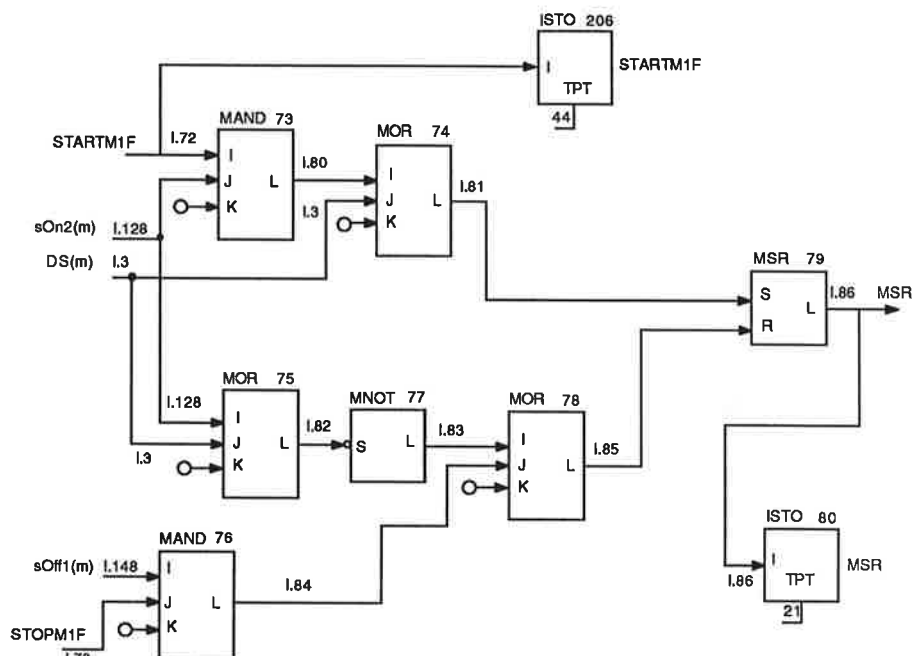 ISTO 206
I
STARTM1F
TPT
44
MAND 73
MOR 74
STARTM1F
I.72
I
J
L
K
I.80
I.3
I
J
L
K
I.81
sOn2(m)
I.128
DS(m)
I.3
MSR 79
S
L
R
I.86
MSR
MOR 75
I.128
I
J
L
K
I.3
I.82
MNOT 77
S
L
I.83
MOR 78
I
J
L
K
I.85
MAND 76
sOff1(m)
I.148
I
J
L
K
I.84
STOPM1F
ISTO 80
I
I.86
TPT
MSR
21